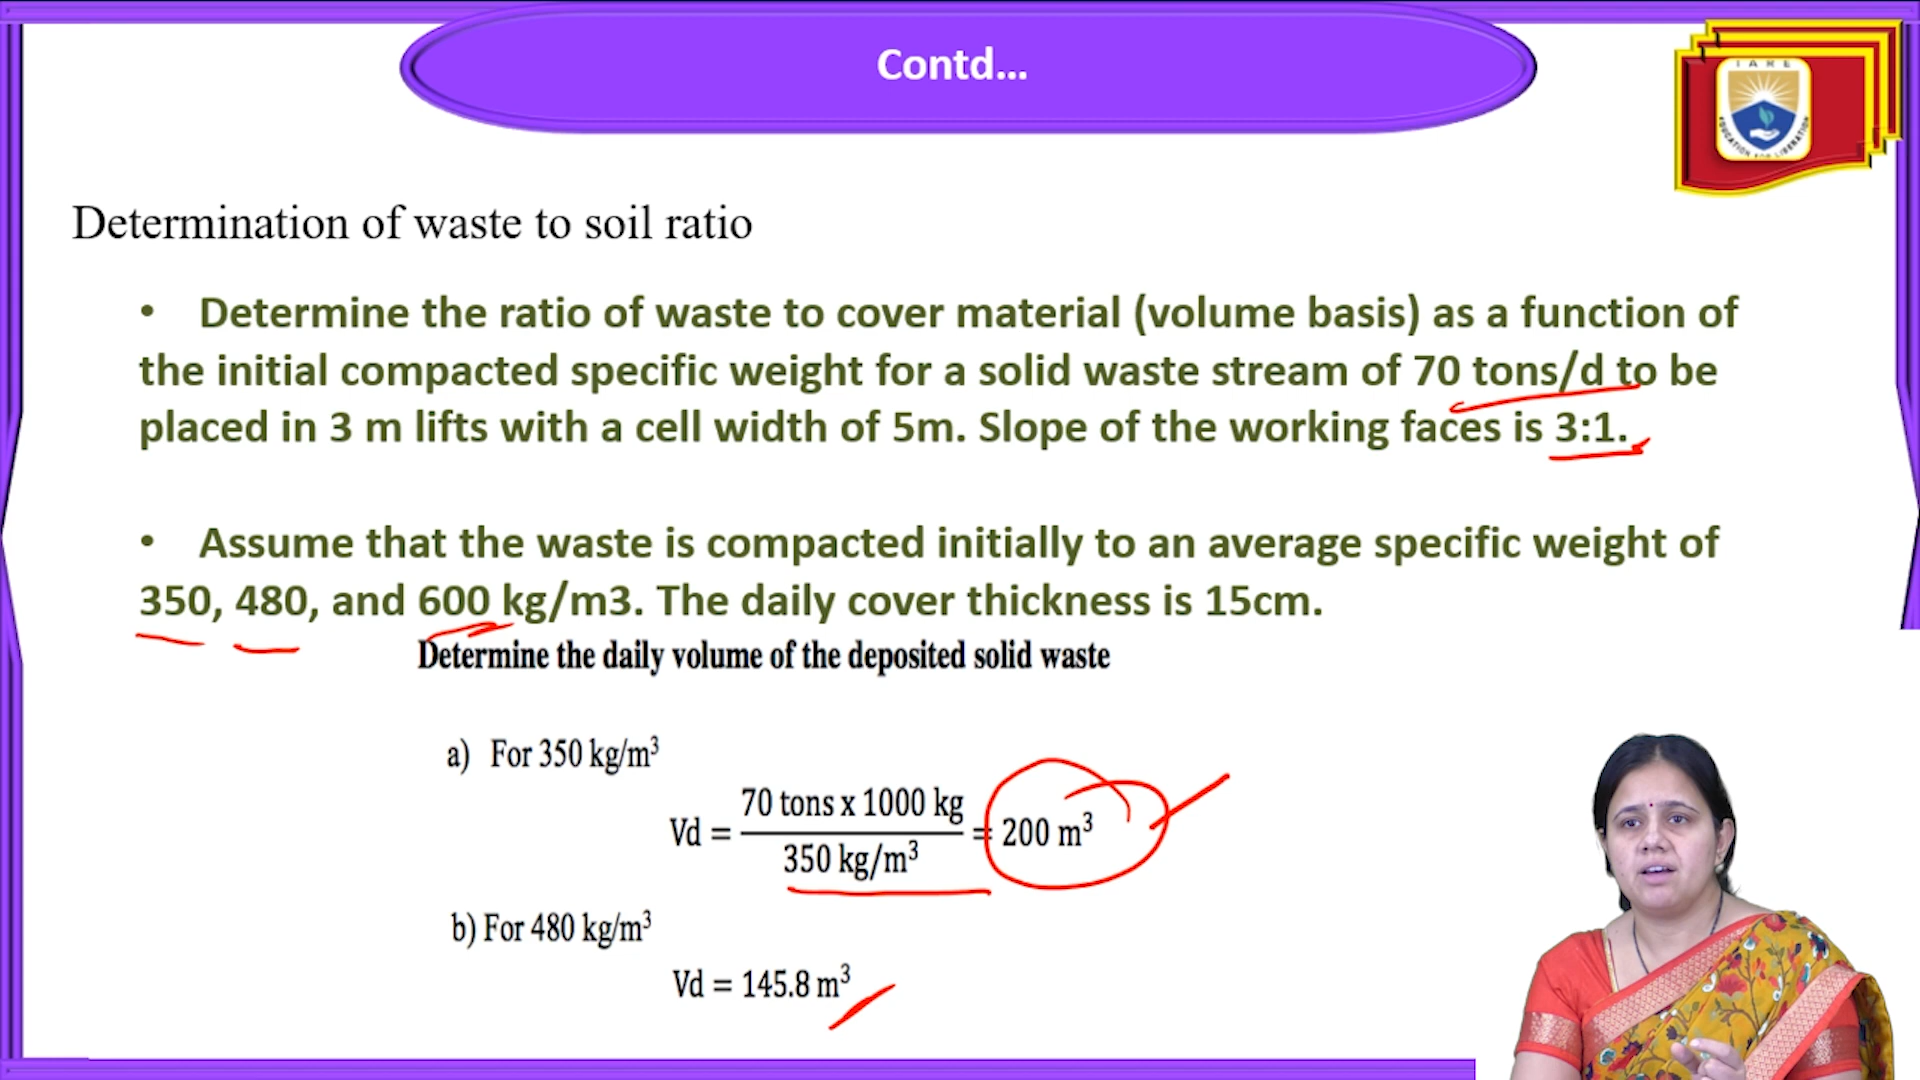 Contd...
I A R E
EDUCATION FOR LIBERATION
Determination of waste to soil ratio
• Determine the ratio of waste to cover material (volume basis) as a function of
the initial compacted specific weight for a solid waste stream of 70 tons/d to be
placed in 3 m lifts with a cell width of 5m. Slope of the working faces is 3:1.
• Assume that the waste is compacted initially to an average specific weight of
350, 480, and 600 kg/m3. The daily cover thickness is 15cm.
Determine the daily volume of the deposited solid waste
a) For 350 kg/m³
Vd = 70 tons x 1000 kg / 350 kg/m³ = 200 m³
b) For 480 kg/m³
Vd = 145.8 m³